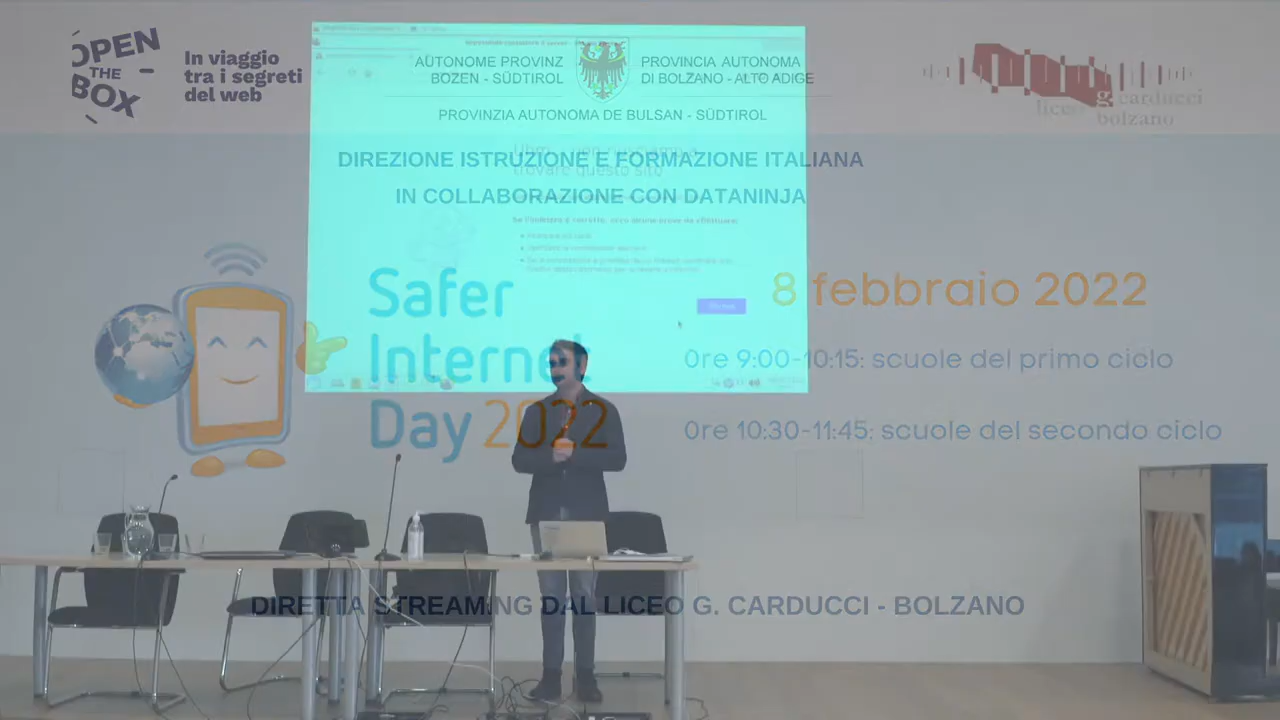 OPEN
THE
BOX
In viaggio
tra i segreti
del web
AUTONOME PROVINZ
BOZEN - SÜDTIROL
PROVINCIA AUTONOMA
DI BOLZANO - ALTO ADIGE
PROVINZIA AUTONOMA DE BULSAN - SÜDTIROL
liceo g. carducci
bolzano
DIREZIONE ISTRUZIONE E FORMAZIONE ITALIANA
trovare questo sito
IN COLLABORAZIONE CON DATANINJA
Safer
Internet
Day 2022
8 febbraio 2022
Ore 9:00-10:15: scuole del primo ciclo
Ore 10:30-11:45: scuole del secondo ciclo
DIRETTA STREAMING DAL LICEO G. CARDUCCI - BOLZANO